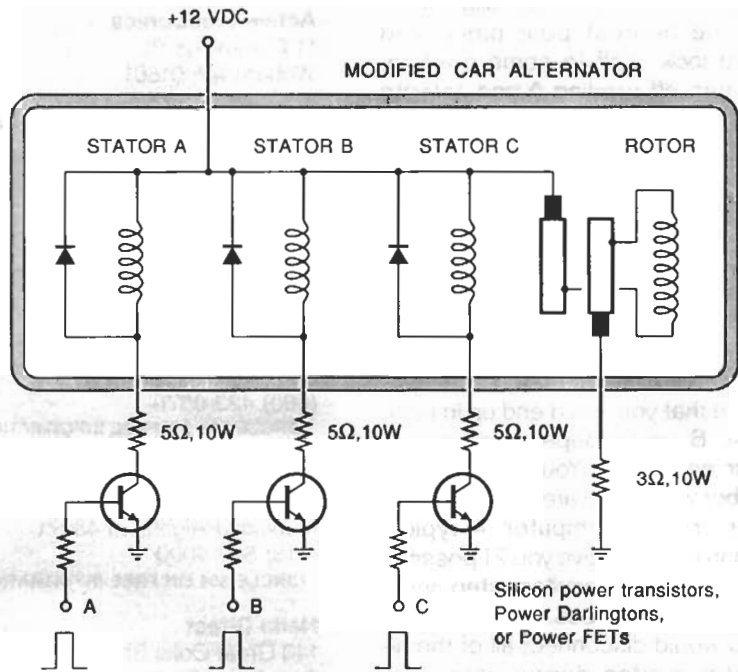 +12 VDC
MODIFIED CAR ALTERNATOR
STATOR A
STATOR B
STATOR C
ROTOR
5Ω,10W
5Ω,10W
5Ω,10W
3Ω,10W
A
B
C
Silicon power transistors,
Power Darlingtons,
or Power FETs